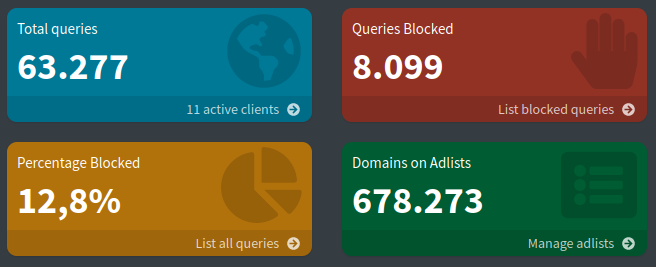 Total queries
63.277
11 active clients
Queries Blocked
8.099
List blocked queries
Percentage Blocked
12,8%
List all queries
Domains on Adlists
678.273
Manage adlists